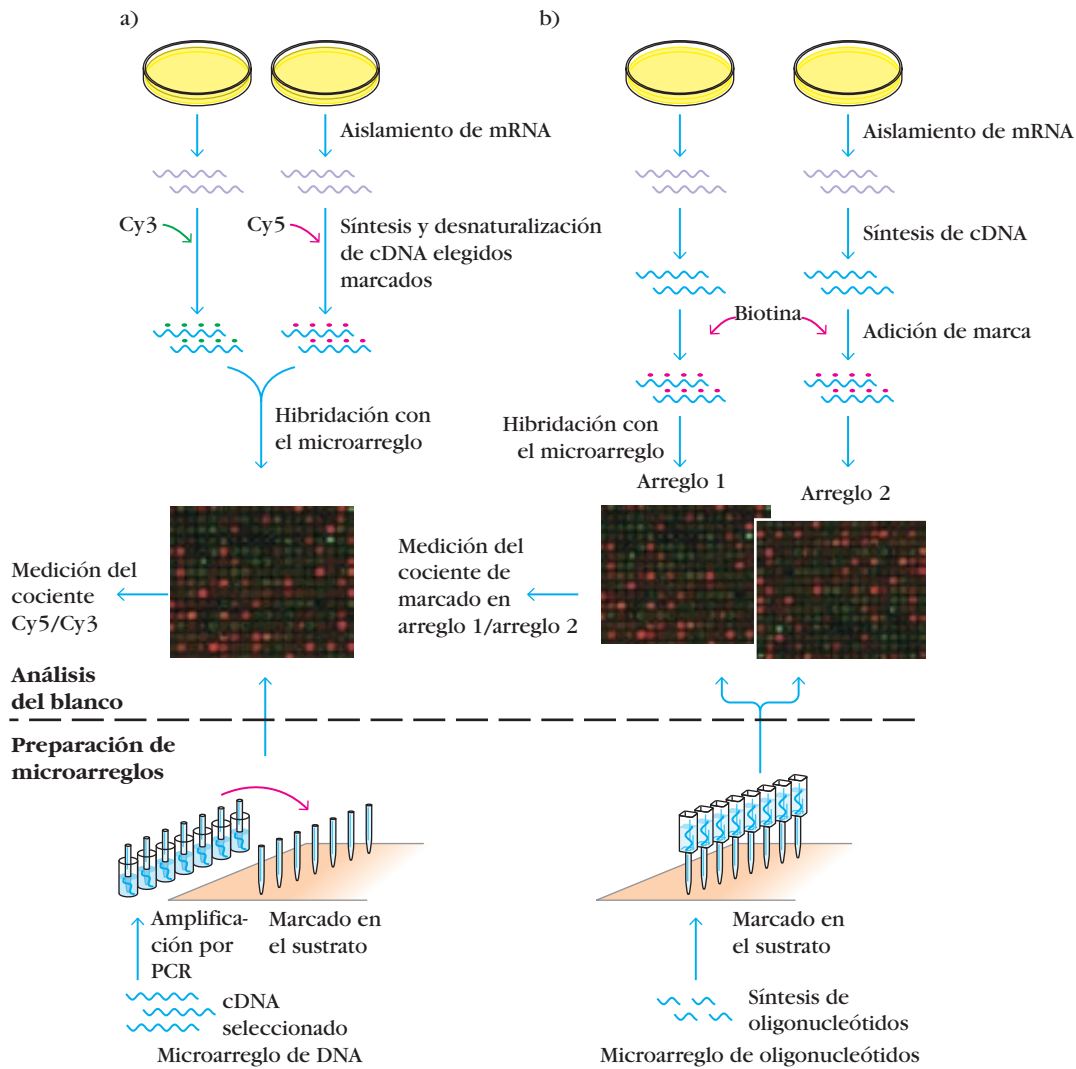 a)
Aislamiento de mRNA
Cy3
Cy5
Síntesis y desnaturalización
de cDNA elegidos
marcados
Hibridación con
el microarreglo
Medición del
cociente
Cy5/Cy3
b)
Aislamiento de mRNA
Síntesis de cDNA
Biotina
Adición de marca
Hibridación con
el microarreglo
Arreglo 1
Arreglo 2
Medición del
cociente de
marcado en
arreglo 1/arreglo 2
Análisis
del blanco
Preparación de
microarreglos
Amplifica-
ción por
PCR
Marcado en
el sustrato
cDNA
seleccionado
Microarreglo de DNA
Marcado en
el sustrato
Síntesis de
oligonucleótidos
Microarreglo de oligonucleótidos